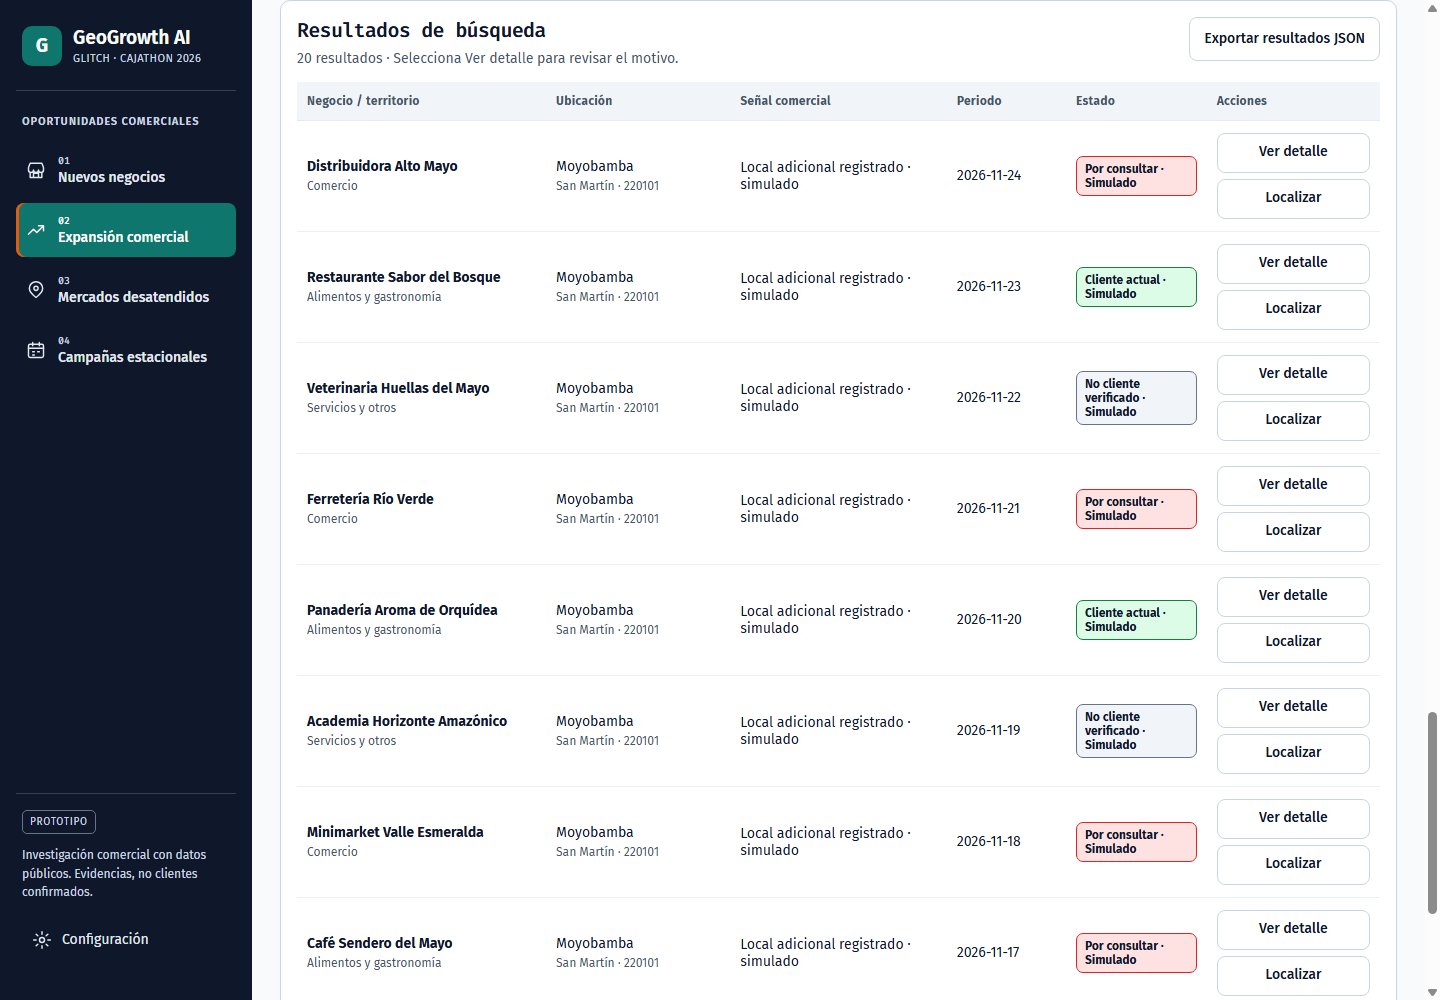 G
GeoGrowth AI
GLITCH · CAJATHON 2026
OPORTUNIDADES COMERCIALES
01
Nuevos negocios
02
Expansión comercial
03
Mercados desatendidos
04
Campañas estacionales
PROTOTIPO
Investigación comercial con datos
públicos. Evidencias, no clientes
confirmados.
Configuración
Resultados de búsqueda
20 resultados · Selecciona Ver detalle para revisar el motivo.
Exportar resultados JSON
Negocio / territorio
Ubicación
Señal comercial
Periodo
Estado
Acciones
Distribuidora Alto Mayo
Comercio
Moyobamba
San Martín · 220101
Local adicional registrado ·
simulado
2026-11-24
Por consultar ·
Simulado
Ver detalle
Localizar
Restaurante Sabor del Bosque
Alimentos y gastronomía
Moyobamba
San Martín · 220101
Local adicional registrado ·
simulado
2026-11-23
Cliente actual ·
Simulado
Ver detalle
Localizar
Veterinaria Huellas del Mayo
Servicios y otros
Moyobamba
San Martín · 220101
Local adicional registrado ·
simulado
2026-11-22
No cliente
verificado ·
Simulado
Ver detalle
Localizar
Ferretería Río Verde
Comercio
Moyobamba
San Martín · 220101
Local adicional registrado ·
simulado
2026-11-21
Por consultar ·
Simulado
Ver detalle
Localizar
Panadería Aroma de Orquídea
Alimentos y gastronomía
Moyobamba
San Martín · 220101
Local adicional registrado ·
simulado
2026-11-20
Cliente actual ·
Simulado
Ver detalle
Localizar
Academia Horizonte Amazónico
Servicios y otros
Moyobamba
San Martín · 220101
Local adicional registrado ·
simulado
2026-11-19
No cliente
verificado ·
Simulado
Ver detalle
Localizar
Minimarket Valle Esmeralda
Comercio
Moyobamba
San Martín · 220101
Local adicional registrado ·
simulado
2026-11-18
Por consultar ·
Simulado
Ver detalle
Localizar
Café Sendero del Mayo
Alimentos y gastronomía
Moyobamba
San Martín · 220101
Local adicional registrado ·
simulado
2026-11-17
Por consultar ·
Simulado
Ver detalle
Localizar